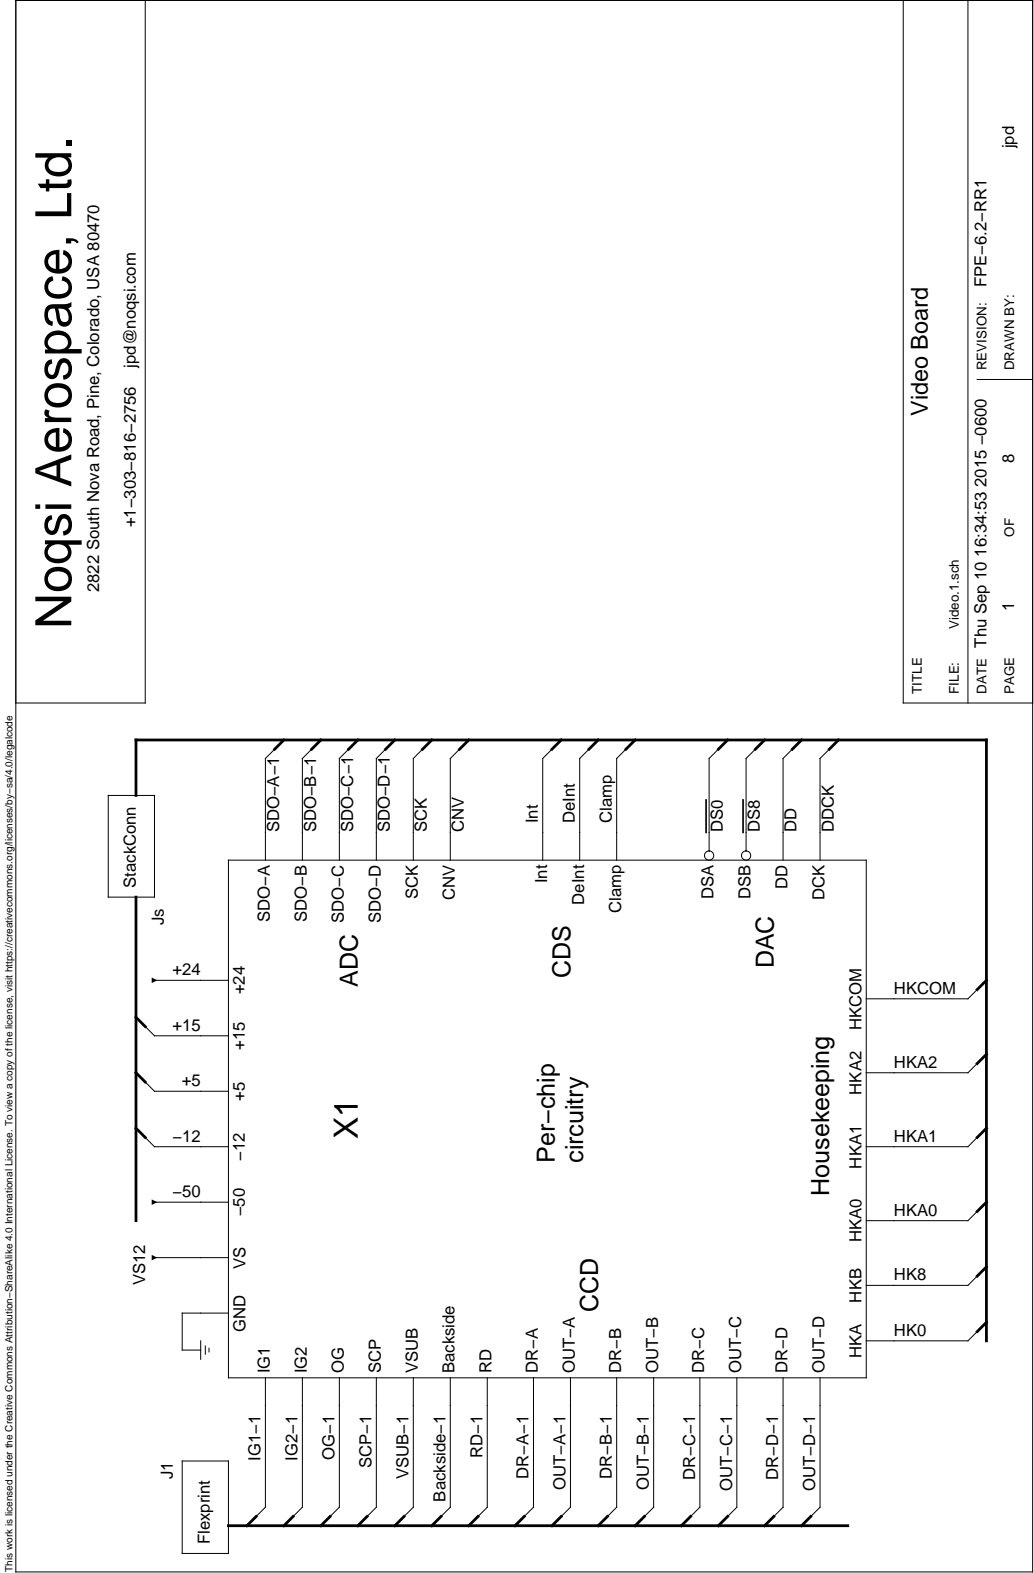 This work is licensed under the Creative Commons Attribution−ShareAlike 4.0 International License. To view a copy of the license, visit https://creativecommons.org/licenses/by−sa/4.0/legalcode
Noqsi Aerospace, Ltd.
2822 South Nova Road, Pine, Colorado, USA 80470
+1−303−816−2756 jpd@noqsi.com
J1
Flexprint
IG1−1
IG2−1
OG−1
SCP−1
VSUB−1
Backside−1
RD−1
DR−A−1
OUT−A−1
DR−B−1
OUT−B−1
DR−C−1
OUT−C−1
DR−D−1
OUT−D−1
IG1
IG2
OG
SCP
VSUB
Backside
RD
DR−A
OUT−A
DR−B
OUT−B
DR−C
OUT−C
DR−D
OUT−D
CCD
VS12
−50
−12
+5
+15
+24
GND
VS
−50
−12
+5
+15
+24
Js
StackConn
X1
Per−chip
circuitry
ADC
CDS
DAC
Housekeeping
SDO−A
SDO−B
SDO−C
SDO−D
SCK
CNV
Int
DeInt
Clamp
DSA
DSB
DD
DCK
SDO−A−1
SDO−B−1
SDO−C−1
SDO−D−1
SCK
CNV
Int
DeInt
Clamp
DS0
DS8
DD
DDCK
HKA
HKB
HKA0
HKA1
HKA2
HKCOM
HK0
HK8
HKA0
HKA1
HKA2
HKCOM
TITLE
Video Board
FILE: Video.1.sch
DATE Thu Sep 10 16:34:53 2015 −0600
REVISION: FPE−6.2−RR1
PAGE 1 OF 8
DRAWN BY: jpd